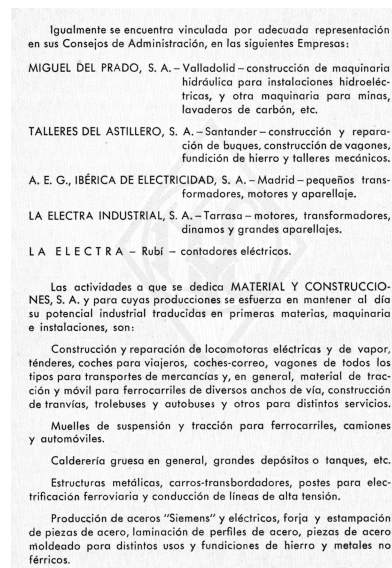 Igualmente se encuentra vinculada por adecuada representación
en sus Consejos de Administración, en las siguientes Empresas:
MIGUEL DEL PRADO, S. A. – Valladolid – construcción de maquinaria
hidráulica para instalaciones hidroeléc-
tricas, y otra maquinaria para minas,
lavaderos de carbón, etc.
TALLERES DEL ASTILLERO, S. A. – Santander – construcción y repara-
ción de buques, construcción de vagones,
fundición de hierro y talleres mecánicos.
A. E. G., IBÉRICA DE ELECTRICIDAD, S. A. – Madrid – pequeños trans-
formadores, motores y aparellaje.
LA ELECTRA INDUSTRIAL, S. A. – Tarrasa – motores, transformadores,
dinamos y grandes aparellajes.
LA ELECTRA – Rubí – contadores eléctricos.
Las actividades a que se dedica MATERIAL Y CONSTRUCCIO-
NES, S. A. y para cuyas producciones se esfuerza en mantener al día
su potencial industrial traducidas en primeras materias, maquinaria
e instalaciones, son:
Construcción y reparación de locomotoras eléctricas y de vapor,
ténderes, coches para viajeros, coches-correo, vagones de todos los
tipos para transportes de mercancías y, en general, material de trac-
ción y móvil para ferrocarriles de diversos anchos de vía, construcción
de tranvías, trolebuses y autobuses y otros para distintos servicios.
Muelles de suspensión y tracción para ferrocarriles, camiones
y automóviles.
Calderería gruesa en general, grandes depósitos o tanques, etc.
Estructuras metálicas, carros-transbordadores, postes para elec-
trificación ferroviaria y conducción de líneas de alta tensión.
Producción de aceros "Siemens" y eléctricos, forja y estampación
de piezas de acero, laminación de perfiles de acero, piezas de acero
moldeado para distintos usos y fundiciones de hierro y metales no
férricos.